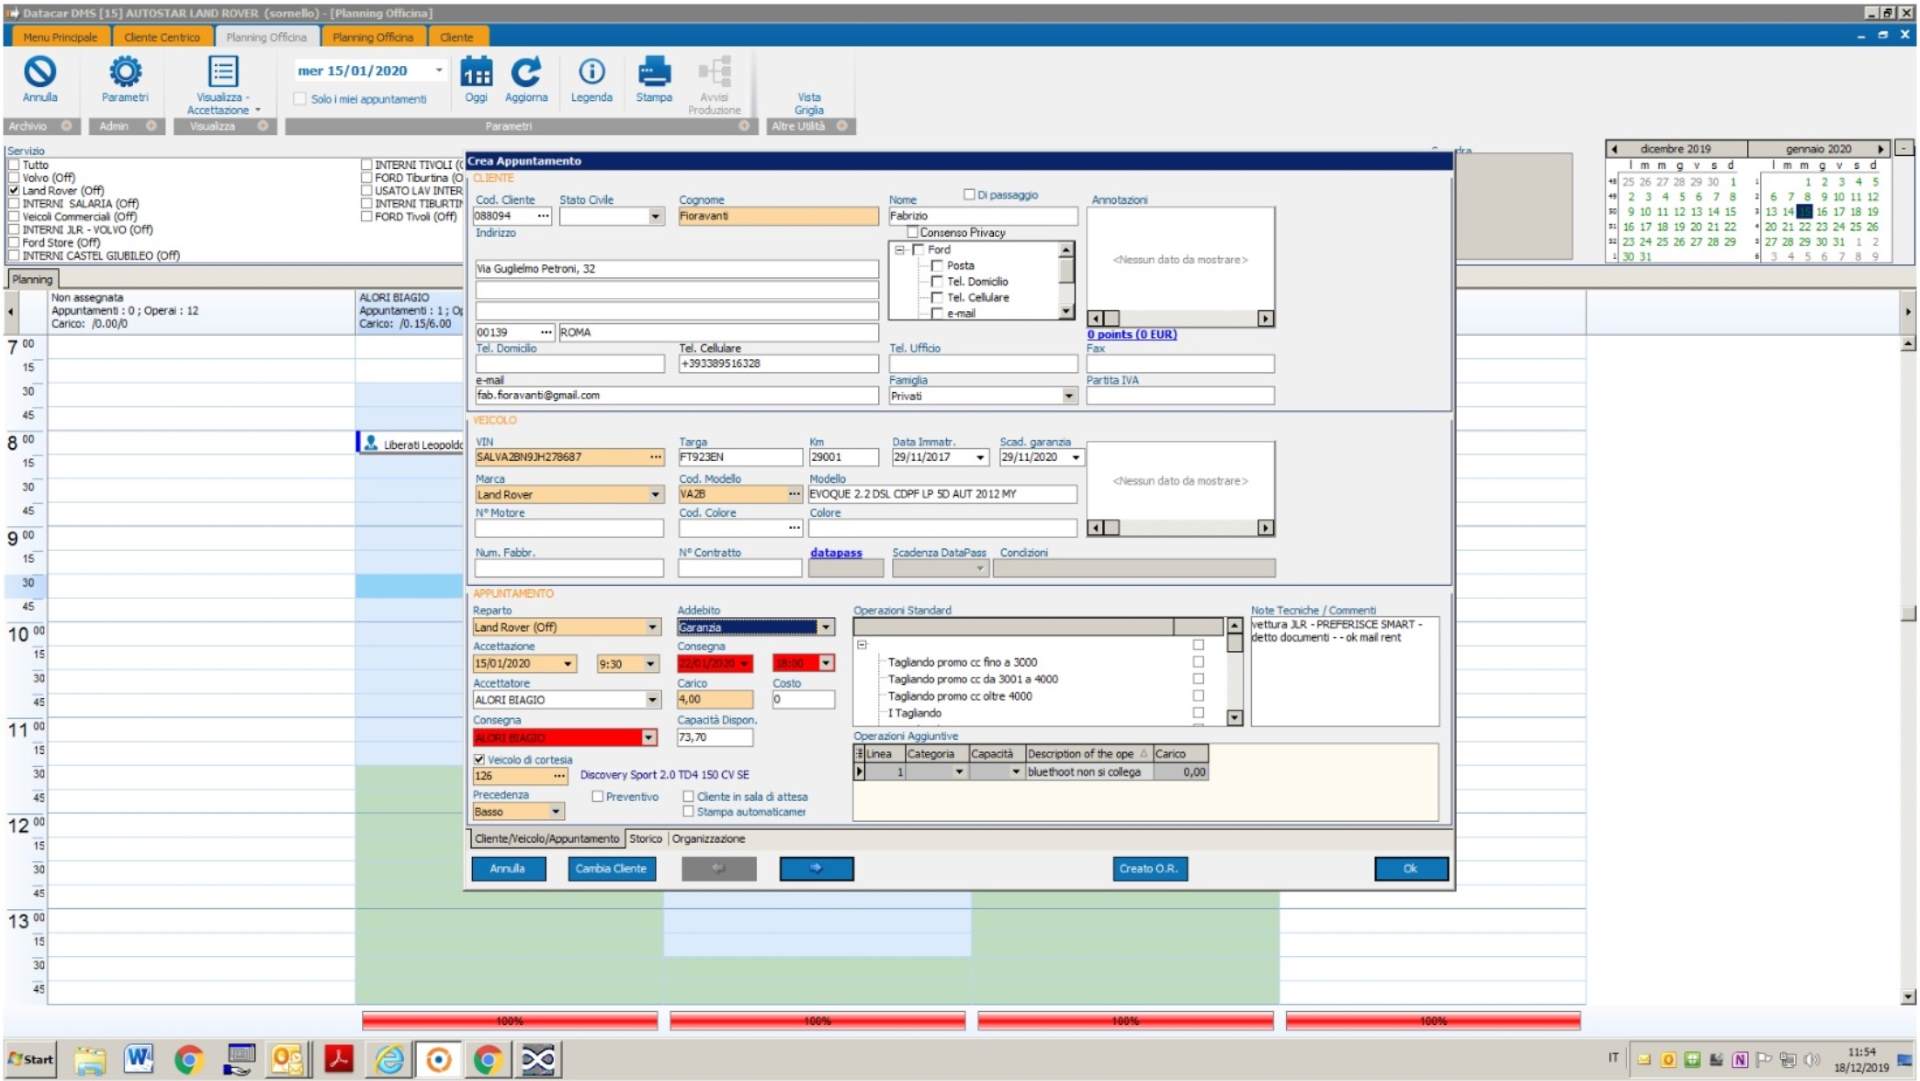 Datacar DMS [15] AUTOSTAR LAND ROVER (sornello) - [Planning Officina]
Menu Principale
Cliente Centrico
Planning Officina
Planning Officina
Cliente
mer 15/01/2020
Solo i miei appuntamenti
Annulla
Parametri
Visualizza -
Accettazione
Oggi
Aggiorna
Legenda
Stampa
Avvisi
Produzione
Vista
Griglia
Archivio
Admin
Visualizza
Parametri
Altre Utilità
Servizio
Tutto
Volvo (Off)
Land Rover (Off)
INTERNI SALARIA (Off)
Veicoli Commerciali (Off)
INTERNI JLR - VOLVO (Off)
Ford Store (Off)
INTERNI CASTEL GIUBILEO (Off)
INTERNI TIVOLI (
FORD Tiburtina (O
USATO LAV INTER
INTERNI TIBURTIN
FORD Tivoli (Off)
dicembre 2019
l m m g v s d
48 25 26 27 28 29 30 1
49 2 3 4 5 6 7 8
50 9 10 11 12 13 14 15
51 16 17 18 19 20 21 22
52 23 24 25 26 27 28 29
1 30 31
gennaio 2020
l m m g v s d
1 1 2 3 4 5
2 6 7 8 9 10 11 12
3 13 14 15 16 17 18 19
4 20 21 22 23 24 25 26
5 27 28 29 30 31 1 2
6 3 4 5 6 7 8 9
Planning
Non assegnata
Appuntamenti : 0 ; Operai : 12
Carico: /0.00/0
ALORI BIAGIO
Appuntamenti : 1 ; Op
Carico: /0.15/6.00
7 00
15
30
45
8 00
Liberati Leopoldo
15
30
45
9 00
15
30
45
10 00
15
30
45
11 00
15
30
45
12 00
15
30
45
13 00
15
30
45
Crea Appuntamento
CLIENTE
Cod. Cliente
Stato Civile
Cognome
Nome
Di passaggio
Annotazioni
088094
Fioravanti
Fabrizio
Indirizzo
Consenso Privacy
Ford
Posta
Tel. Domicilio
Tel. Cellulare
e-mail
<Nessun dato da mostrare>
Via Guglielmo Petroni, 32
00139
ROMA
0 points (0 EUR)
Tel. Domicilio
Tel. Cellulare
Tel. Ufficio
Fax
+393389516328
e-mail
Famiglia
Partita IVA
fab.fioravanti@gmail.com
Privati
VEICOLO
VIN
Targa
Km
Data Immatr.
Scad. garanzia
SALVA2BN9JH278687
FT923EN
29001
29/11/2017
29/11/2020
Marca
Cod. Modello
Modello
<Nessun dato da mostrare>
Land Rover
VA2B
EVOQUE 2.2 DSL CDPF LP 5D AUT 2012 MY
N° Motore
Cod. Colore
Colore
Num. Fabbr.
N° Contratto
datapass
Scadenza DataPass
Condizioni
APPUNTAMENTO
Reparto
Addebito
Operazioni Standard
Note Tecniche / Commenti
Land Rover (Off)
Garanzia
vettura JLR - PREFERISCE SMART -
detto documenti - - ok mail rent
Accettazione
Consegna
15/01/2020
9:30
22/01/2020
18:00
Tagliando promo cc fino a 3000
Tagliando promo cc da 3001 a 4000
Tagliando promo cc oltre 4000
I Tagliando
Accettatore
Carico
Costo
ALORI BIAGIO
4,00
0
Consegna
Capacità Dispon.
ALORI BIAGIO
73,70
Operazioni Aggiuntive
Linea
Categoria
Capacità
Description of the ope
Carico
1
bluethoot non si collega
0,00
Veicolo di cortesia
126
Discovery Sport 2.0 TD4 150 CV SE
Precedenza
Preventivo
Cliente in sala di attesa
Basso
Stampa automaticamer
Cliente/Veicolo/Appuntamento
Storico
Organizzazione
Annulla
Cambia Cliente
Creato O.R.
Ok
100%
100%
100%
100%
Start
IT
11:54
18/12/2019